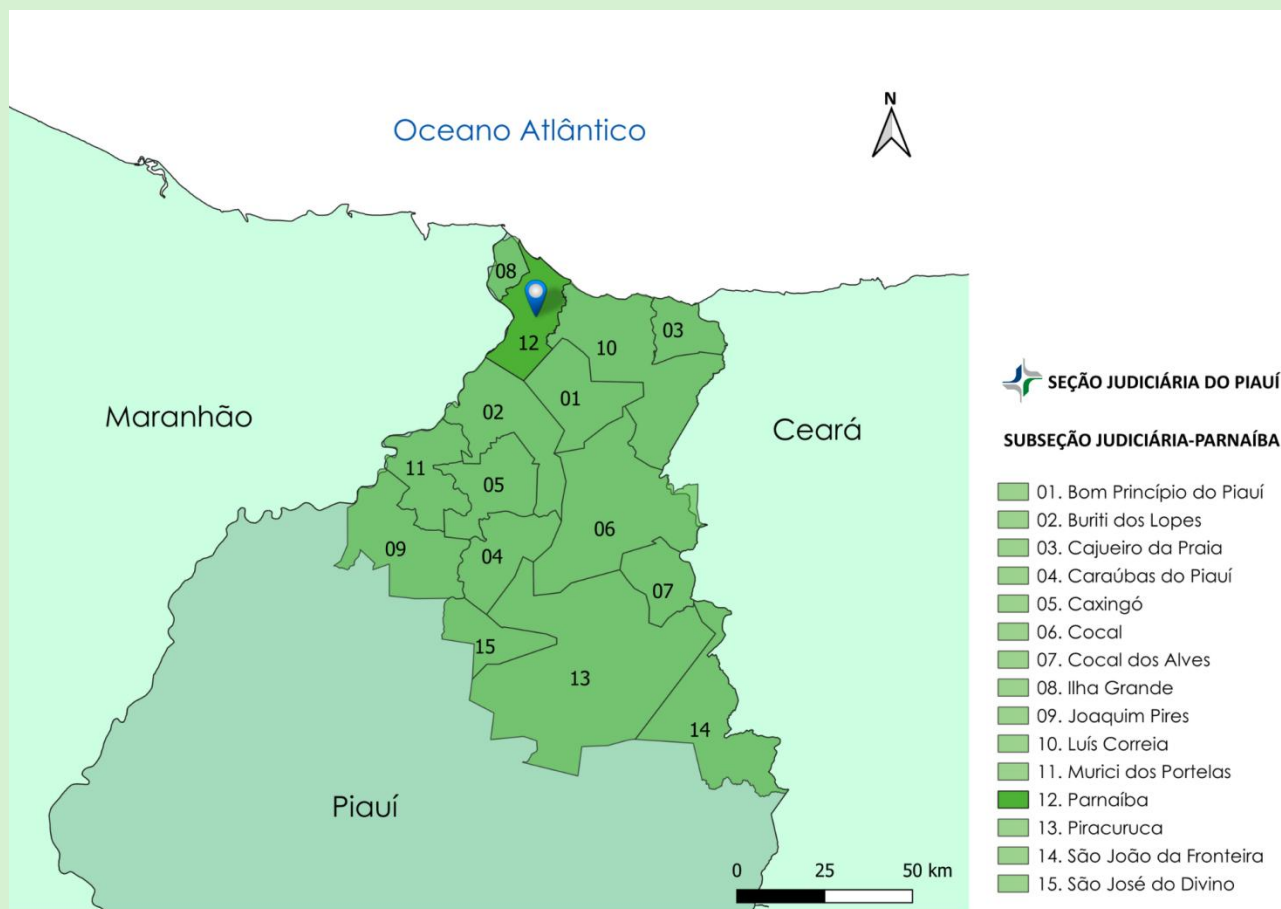 Oceano Atlântico
N
08
12
10
03
01
02
Maranhão
Ceará
11
05
06
09
04
07
15
13
14
Piauí
0 25 50 km
SEÇÃO JUDICIÁRIA DO PIAUÍ
SUBSEÇÃO JUDICIÁRIA-PARNAÍBA
01. Bom Princípio do Piauí
02. Buriti dos Lopes
03. Cajueiro da Praia
04. Caraúbas do Piauí
05. Caxingó
06. Cocal
07. Cocal dos Alves
08. Ilha Grande
09. Joaquim Pires
10. Luís Correia
11. Murici dos Portelas
12. Parnaíba
13. Piracuruca
14. São João da Fronteira
15. São José do Divino